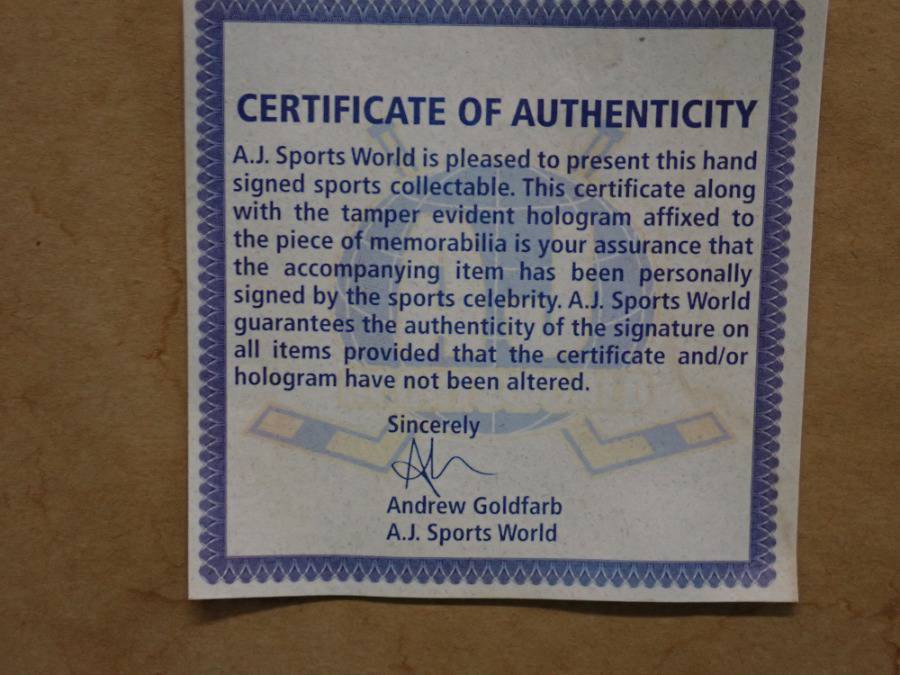 CERTIFICATE OF AUTHENTICITY
A.J. Sports World is pleased to present this hand
signed sports collectable. This certificate along
with the tamper evident hologram affixed to
the piece of memorabilia is your assurance that
the accompanying item has been personally
signed by the sports celebrity. A.J. Sports World
guarantees the authenticity of the signature on
all items provided that the certificate and/or
hologram have not been altered.
Sincerely
Andrew Goldfarb
A.J. Sports World